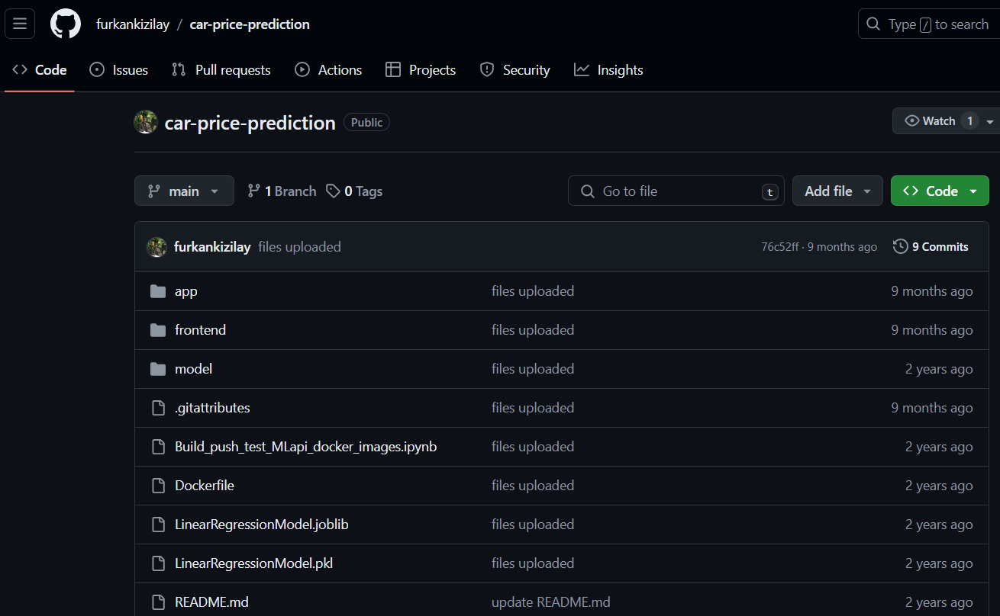 furkankizilay / car-price-prediction
Type / to search
Code Issues Pull requests Actions Projects Security Insights
car-price-prediction Public
Watch 1
main 1 Branch 0 Tags Go to file t Add file Code
furkankizilay files uploaded 76c52ff · 9 months ago 9 Commits
app files uploaded 9 months ago
frontend files uploaded 9 months ago
model files uploaded 2 years ago
.gitattributes files uploaded 9 months ago
Build_push_test_MLapi_docker_images.ipynb files uploaded 2 years ago
Dockerfile files uploaded 2 years ago
LinearRegressionModel.joblib files uploaded 2 years ago
LinearRegressionModel.pkl files uploaded 2 years ago
README.md update README.md 2 years ago